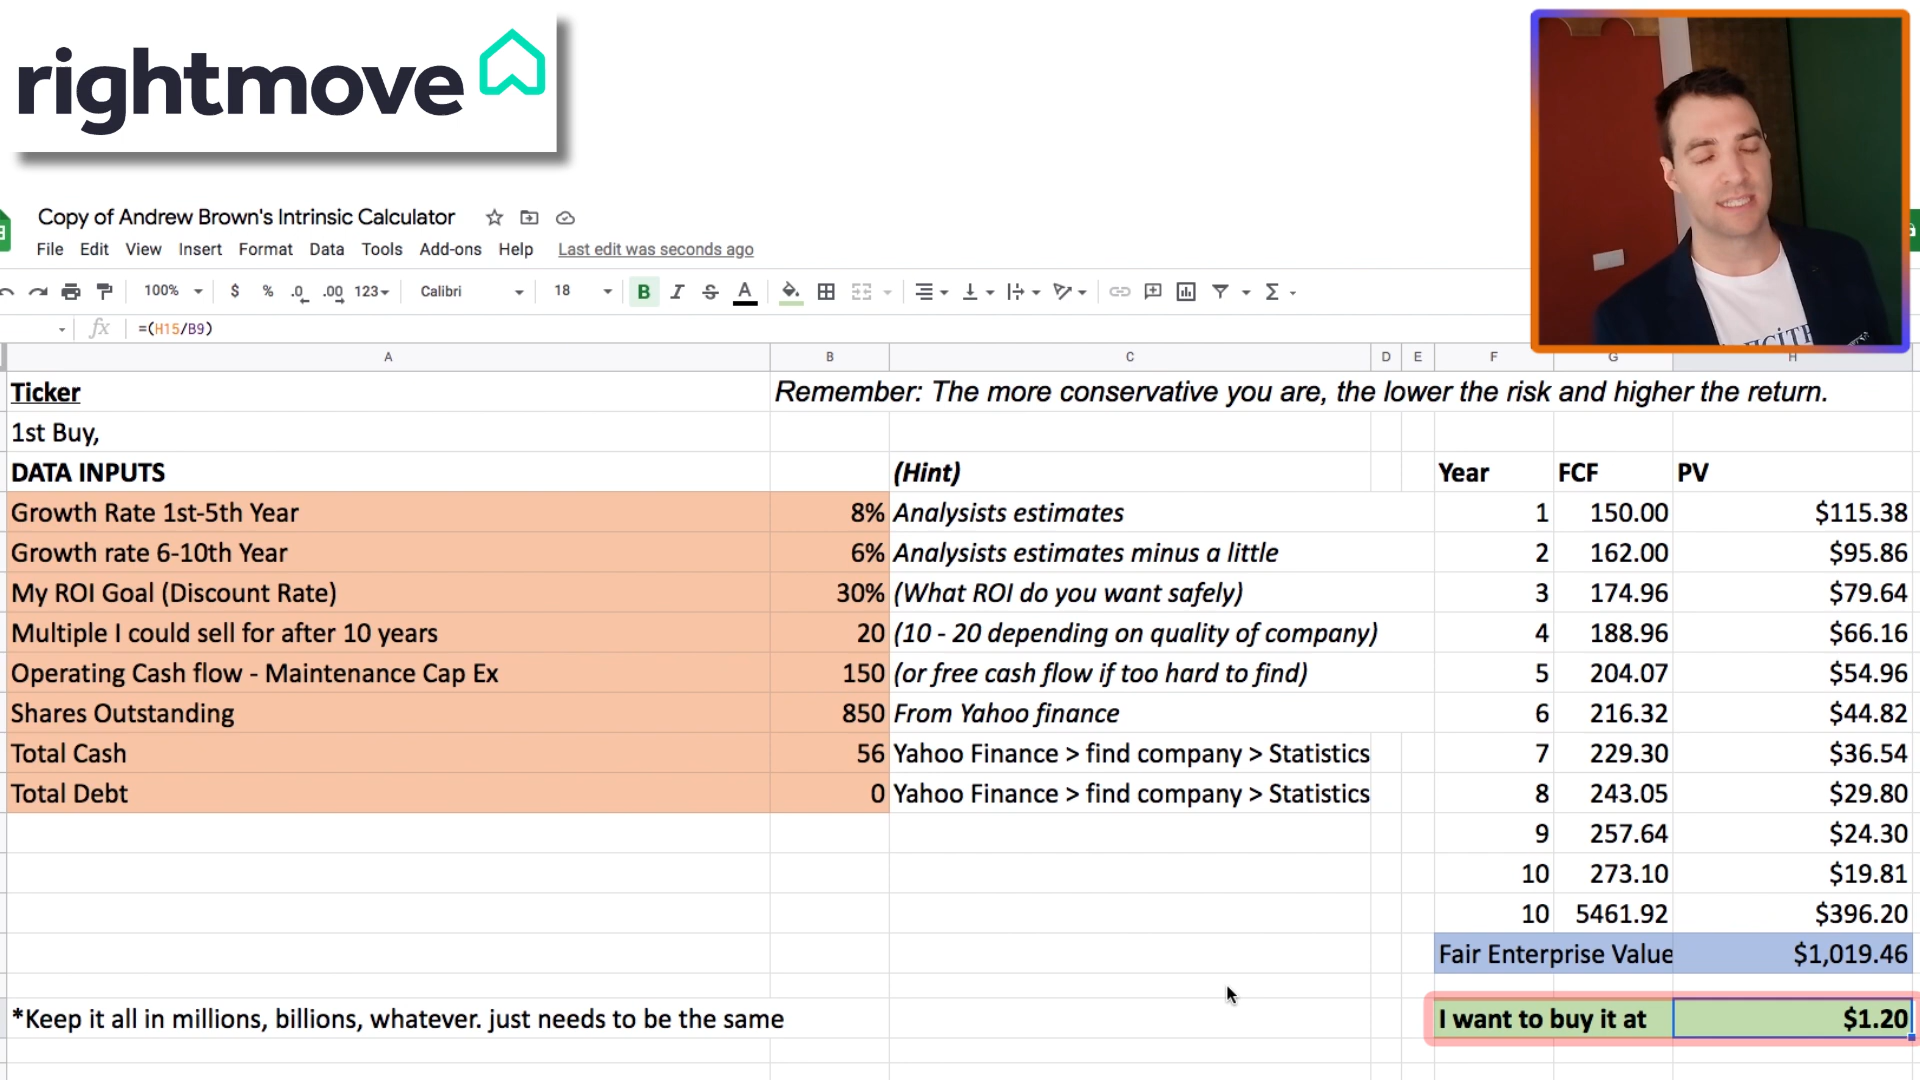 rightmove
Copy of Andrew Brown's Intrinsic Calculator
File Edit View Insert Format Data Tools Add-ons Help Last edit was seconds ago
100% $ % .0 .00 123 Calibri 18 B I S A Σ
fx =(H15/B9)
A B C D E F G H
Ticker Remember: The more conservative you are, the lower the risk and higher the return.
1st Buy,
DATA INPUTS (Hint) Year FCF PV
Growth Rate 1st-5th Year 8% Analysists estimates 1 150.00 $115.38
Growth rate 6-10th Year 6% Analysists estimates minus a little 2 162.00 $95.86
My ROI Goal (Discount Rate) 30% (What ROI do you want safely) 3 174.96 $79.64
Multiple I could sell for after 10 years 20 (10 - 20 depending on quality of company) 4 188.96 $66.16
Operating Cash flow - Maintenance Cap Ex 150 (or free cash flow if too hard to find) 5 204.07 $54.96
Shares Outstanding 850 From Yahoo finance 6 216.32 $44.82
Total Cash 56 Yahoo Finance > find company > Statistics 7 229.30 $36.54
Total Debt 0 Yahoo Finance > find company > Statistics 8 243.05 $29.80
9 257.64 $24.30
10 273.10 $19.81
10 5461.92 $396.20
Fair Enterprise Value $1,019.46
*Keep it all in millions, billions, whatever. just needs to be the same I want to buy it at $1.20